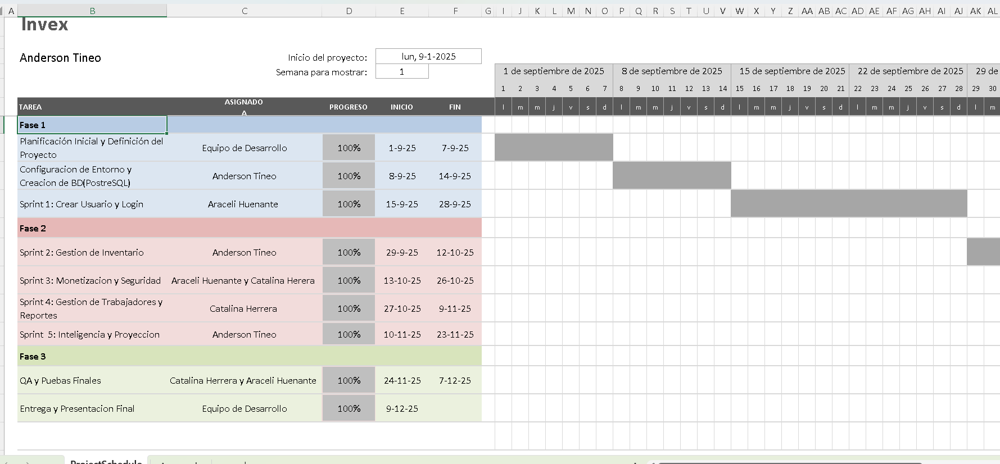 A B C D E F G I J K L M N O P Q R S T U V W X Y Z AA AB AC AD AE AF AG AH AI AJ AK AL
Invex
Anderson Tineo
Inicio del proyecto: lun, 9-1-2025
Semana para mostrar: 1
1 de septiembre de 2025 8 de septiembre de 2025 15 de septiembre de 2025 22 de septiembre de 2025 29 de
1 2 3 4 5 6 7 8 9 10 11 12 13 14 15 16 17 18 19 20 21 22 23 24 25 26 27 28 29 30
TAREA ASIGNADO A PROGRESO INICIO FIN l m m j v s d l m m j v s d l m m j v s d l m m j v s d l m
Fase 1
Planificación Inicial y Definición del
Proyecto Equipo de Desarrollo 100% 1-9-25 7-9-25
Configuracion de Entorno y
Creacion de BD(PostreSQL) Anderson Tineo 100% 8-9-25 14-9-25
Sprint 1: Crear Usuario y Login Araceli Huenante 100% 15-9-25 28-9-25
Fase 2
Sprint 2: Gestion de Inventario Anderson Tineo 100% 29-9-25 12-10-25
Sprint 3: Monetizacion y Seguridad Araceli Huenante y Catalina Herera 100% 13-10-25 26-10-25
Sprint 4: Gestion de Trabajadores y
Reportes Catalina Herrera 100% 27-10-25 9-11-25
Sprint  5: Inteligencia y Proyeccion Anderson Tineo 100% 10-11-25 23-11-25
Fase 3
QA y Puebas Finales Catalina Herrera y Araceli Huenante 100% 24-11-25 7-12-25
Entrega y Presentacion Final Equipo de Desarrollo 100% 9-12-25
ProjectSchedule